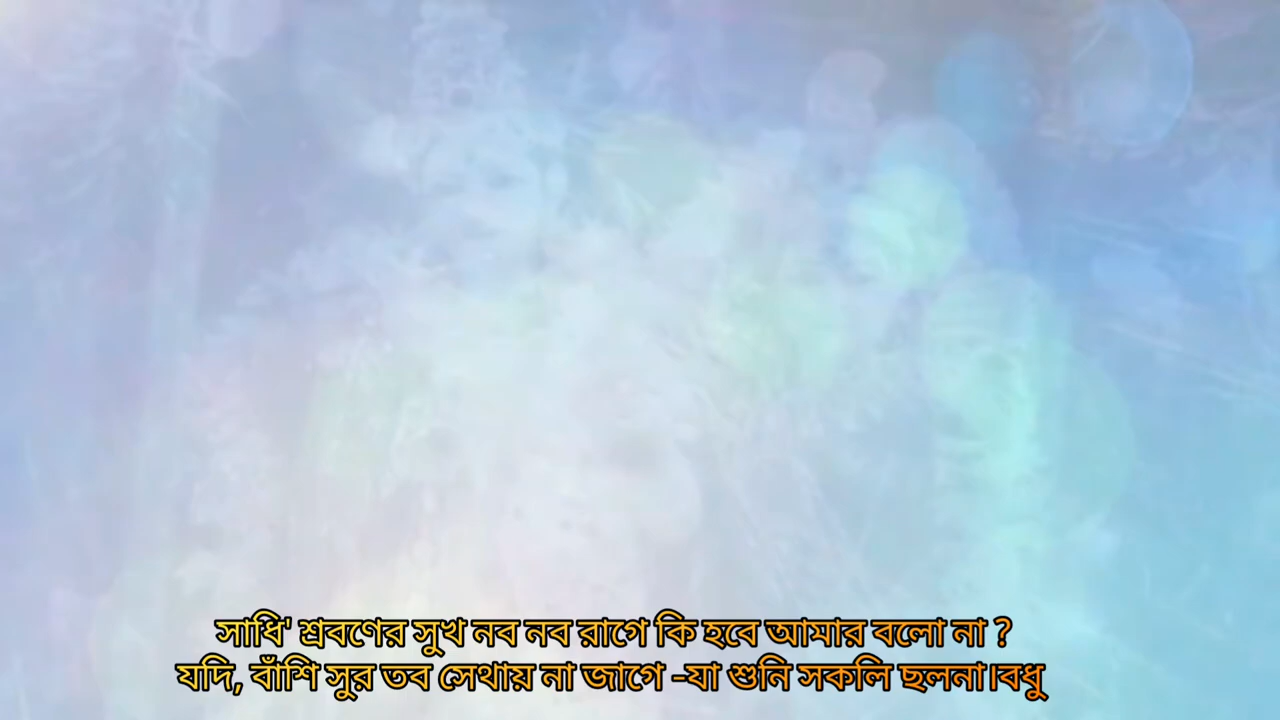 সাধি' শ্রবণের সুখ নব নব রাগে কি হবে আমার বলো না ?
যদি, বাঁশি সুর তব সেথায় না জাগে -যা শুনি সকলি ছলনা।বধু